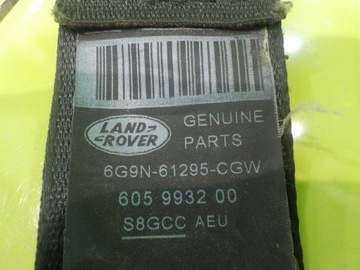 LAND
ROVER
GENUINE
PARTS
6G9N-61295-CGW
605 9932 00
S8GCC AEU